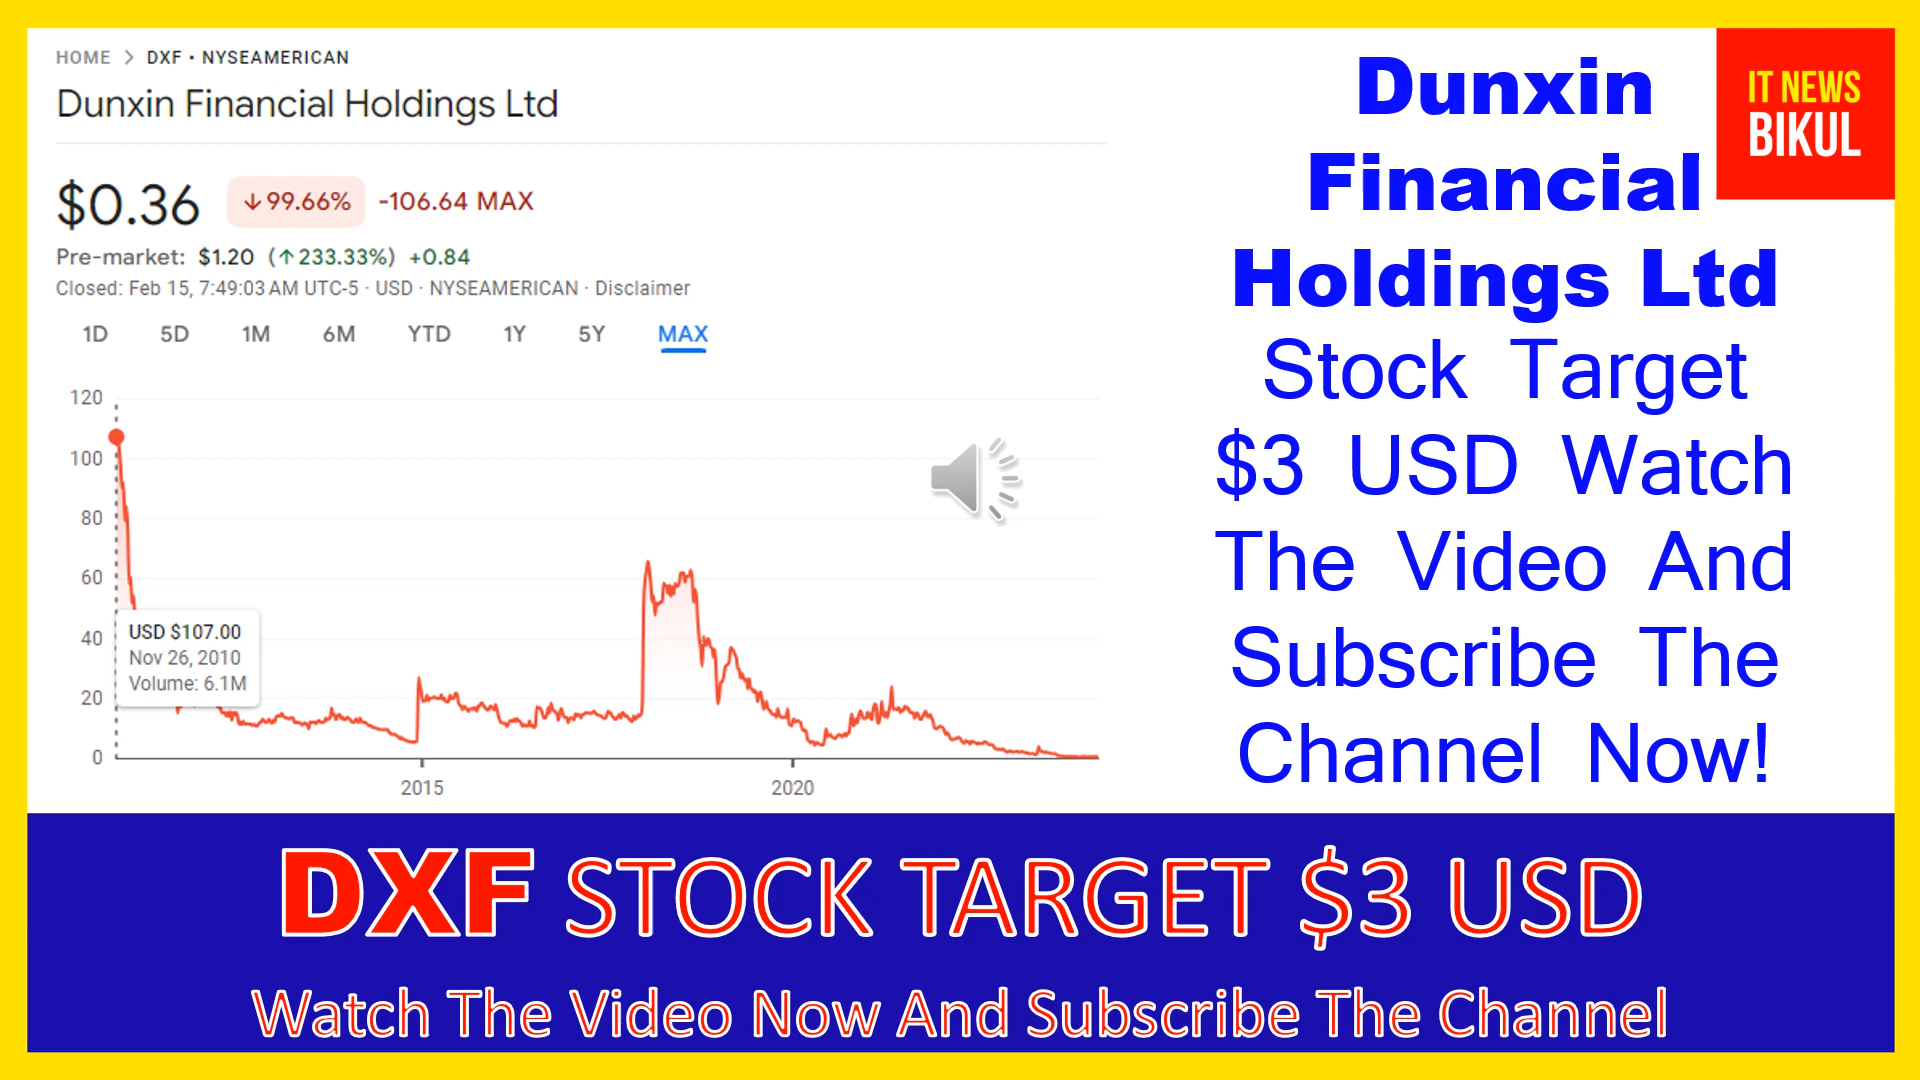 HOME > DXF • NYSEAMERICAN
Dunxin Financial Holdings Ltd
$0.36 ↓99.66% -106.64 MAX
Pre-market: $1.20 (↑233.33%) +0.84
Closed: Feb 15, 7:49:03 AM UTC-5 · USD · NYSEAMERICAN · Disclaimer
1D 5D 1M 6M YTD 1Y 5Y MAX
120
100
80
60
40
20
0
USD $107.00
Nov 26, 2010
Volume: 6.1M
2015 2020
Dunxin
Financial
Holdings Ltd
Stock Target
$3 USD Watch
The Video And
Subscribe The
Channel Now!
IT NEWS
BIKUL
DXF STOCK TARGET $3 USD
Watch The Video Now And Subscribe The Channel